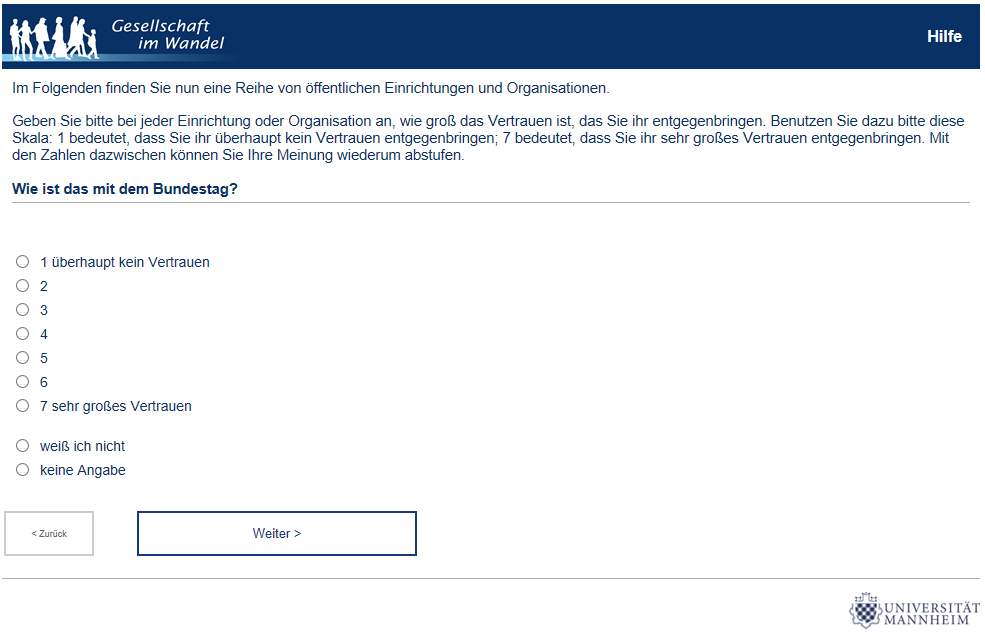 Gesellschaft
im Wandel
Hilfe
Im Folgenden finden Sie nun eine Reihe von öffentlichen Einrichtungen und Organisationen.
Geben Sie bitte bei jeder Einrichtung oder Organisation an, wie groß das Vertrauen ist, das Sie ihr entgegenbringen. Benutzen Sie dazu bitte diese
Skala: 1 bedeutet, dass Sie ihr überhaupt kein Vertrauen entgegenbringen; 7 bedeutet, dass Sie ihr sehr großes Vertrauen entgegenbringen. Mit
den Zahlen dazwischen können Sie Ihre Meinung wiederum abstufen.
Wie ist das mit dem Bundestag?
1 überhaupt kein Vertrauen
2
3
4
5
6
7 sehr großes Vertrauen
weiß ich nicht
keine Angabe
< Zurück
Weiter >
UNIVERSITÄT
MANNHEIM